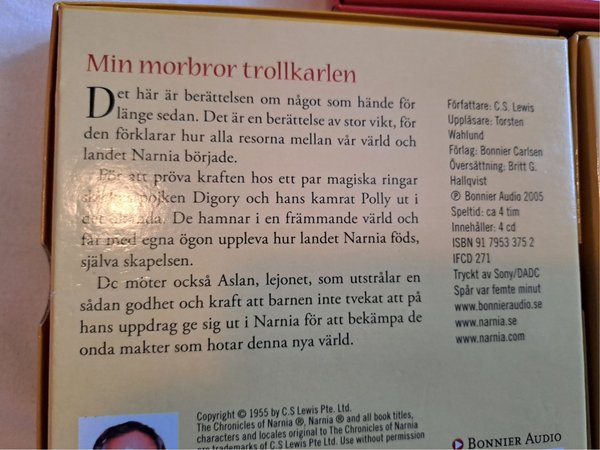 Min morbror trollkarlen
Det här är berättelsen om något som hände för
länge sedan. Det är en berättelse av stor vikt, för
den förklarar hur alla resorna mellan vår värld och
landet Narnia började.
För att pröva kraften hos ett par magiska ringar
pojken Digory och hans kamrat Polly ut i
det okända. De hamnar i en främmande värld och
får med egna ögon uppleva hur landet Narnia föds,
själva skapelsen.
De möter också Aslan, lejonet, som utstrålar en
sådan godhet och kraft att barnen inte tvekat att på
hans uppdrag ge sig ut i Narnia för att bekämpa de
onda makter som hotar denna nya värld.
Författare: C.S. Lewis
Uppläsare: Torsten
Wahlund
Förlag: Bonnier Carlsen
Översättning: Britt G.
Hallqvist
℗ Bonnier Audio 2005
Speltid: ca 4 tim
Innehåller: 4 cd
ISBN 91 7953 375 2
IFCD 271
Tryckt av Sony/DADC
Spår var femte minut
www.bonnieraudio.se
www.narnia.se
www.narnia.com
Copyright © 1955 by C.S Lewis Pte. Ltd.
The Chronicles of Narnia ®, Narnia ® and all book titles,
characters and locales original to The Chronicles of Narnia
are trademarks of C.S Lewis Pte Ltd. Use without permission
BONNIER AUDIO